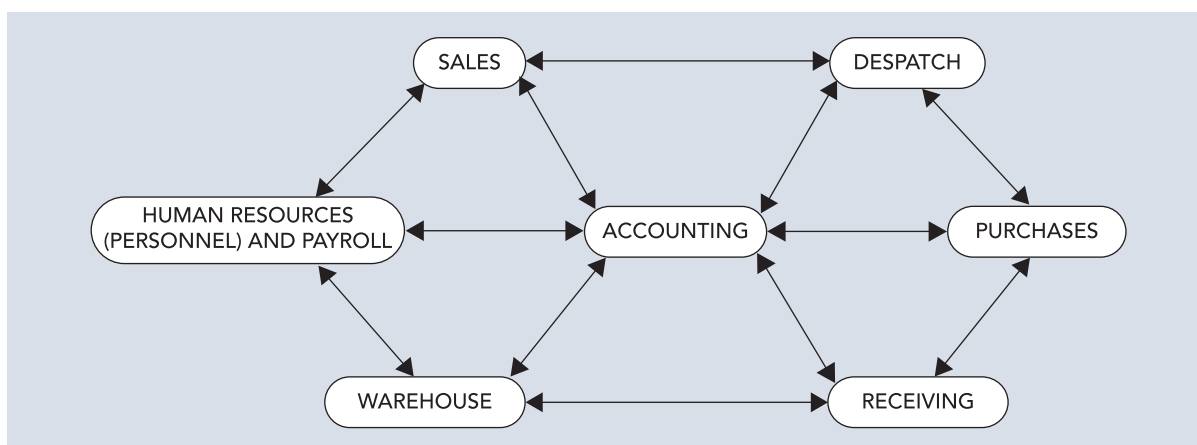 SALES
DESPATCH
HUMAN RESOURCES
(PERSONNEL) AND PAYROLL
ACCOUNTING
PURCHASES
WAREHOUSE
RECEIVING